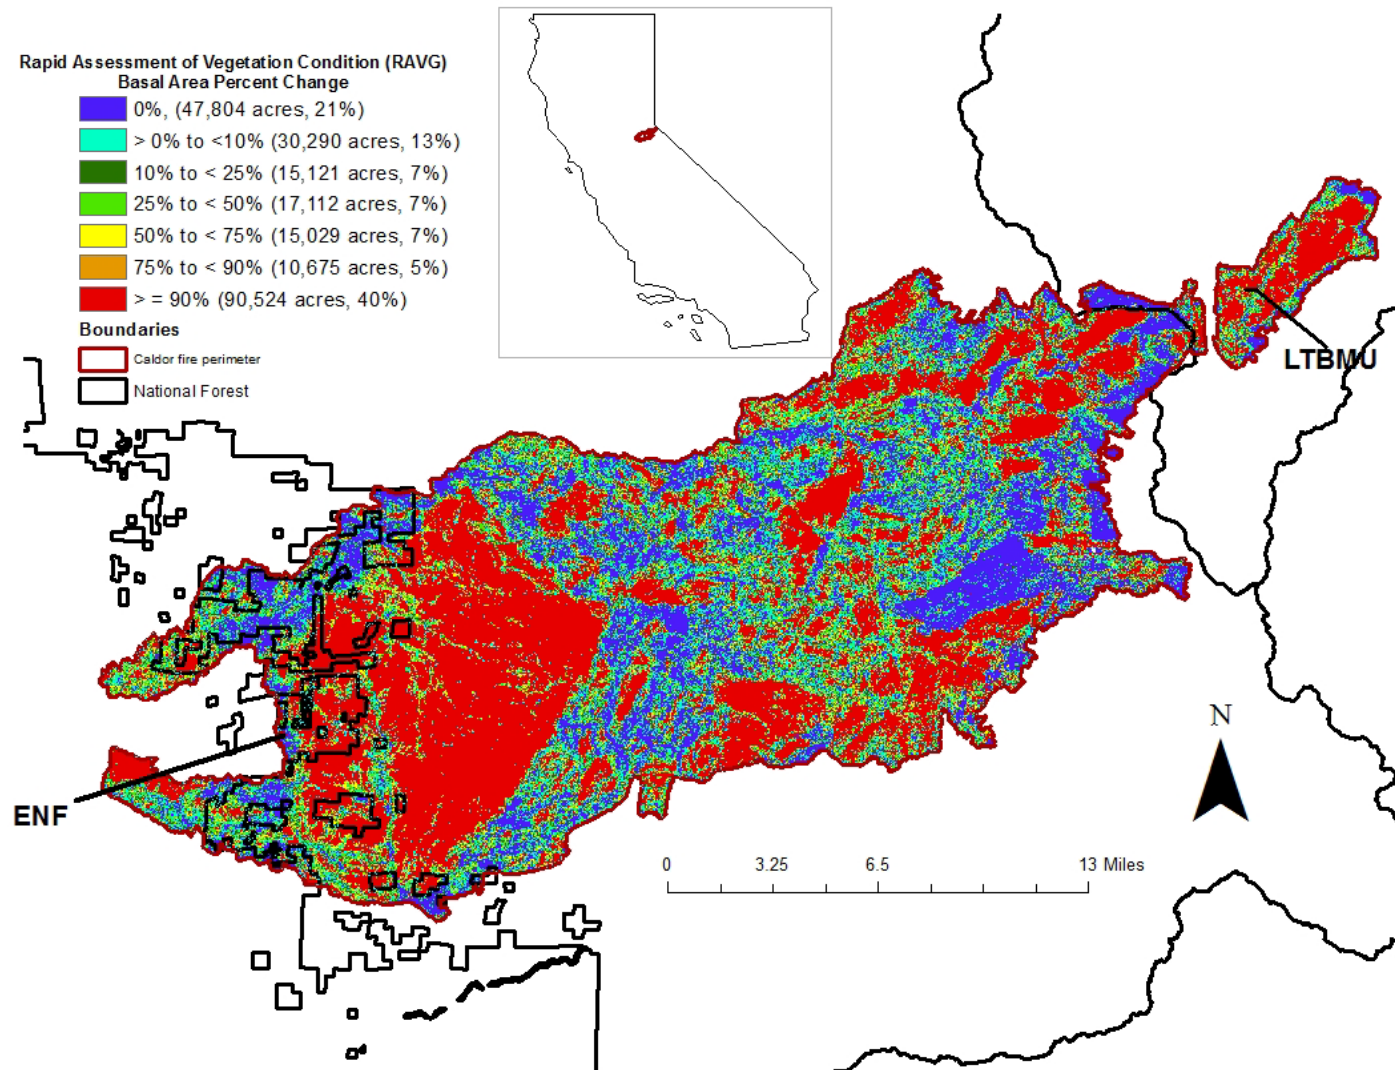 Rapid Assessment of Vegetation Condition (RAVG)
Basal Area Percent Change
0%, (47,804 acres, 21%)
> 0% to <10% (30,290 acres, 13%)
10% to < 25% (15,121 acres, 7%)
25% to < 50% (17,112 acres, 7%)
50% to < 75% (15,029 acres, 7%)
75% to < 90% (10,675 acres, 5%)
> = 90% (90,524 acres, 40%)
Boundaries
Caldor fire perimeter
National Forest
LTBMU
ENF
N
0 3.25 6.5 13 Miles